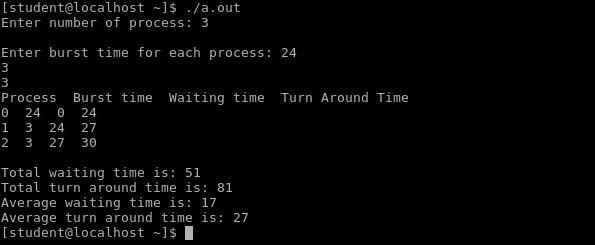 [student@localhost ~]$ ./a.out
Enter number of process: 3
Enter burst time for each process: 24
3
3
Process  Burst time  Waiting time  Turn Around Time
0  24  0  24
1  3  24  27
2  3  27  30
Total waiting time is: 51
Total turn around time is: 81
Average waiting time is: 17
Average turn around time is: 27
[student@localhost ~]$